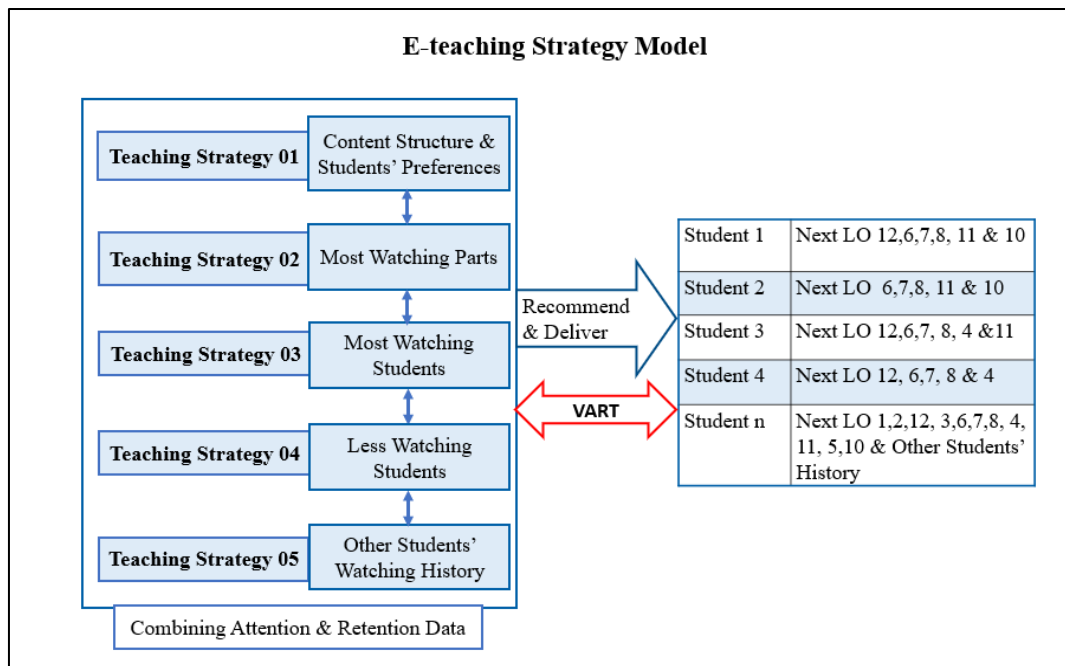 E-teaching Strategy Model
Teaching Strategy 01
Content Structure &
Students’ Preferences
Teaching Strategy 02
Most Watching Parts
Teaching Strategy 03
Most Watching
Students
Teaching Strategy 04
Less Watching
Students
Teaching Strategy 05
Other Students’
Watching History
Combining Attention & Retention Data
Recommend
& Deliver
VART
Student 1 Next LO 12,6,7,8, 11 & 10
Student 2 Next LO 6,7,8, 11 & 10
Student 3 Next LO 12,6,7, 8, 4 &11
Student 4 Next LO 12, 6,7, 8 & 4
Student n Next LO 1,2,12, 3,6,7,8, 4,
11, 5,10 & Other Students’
History